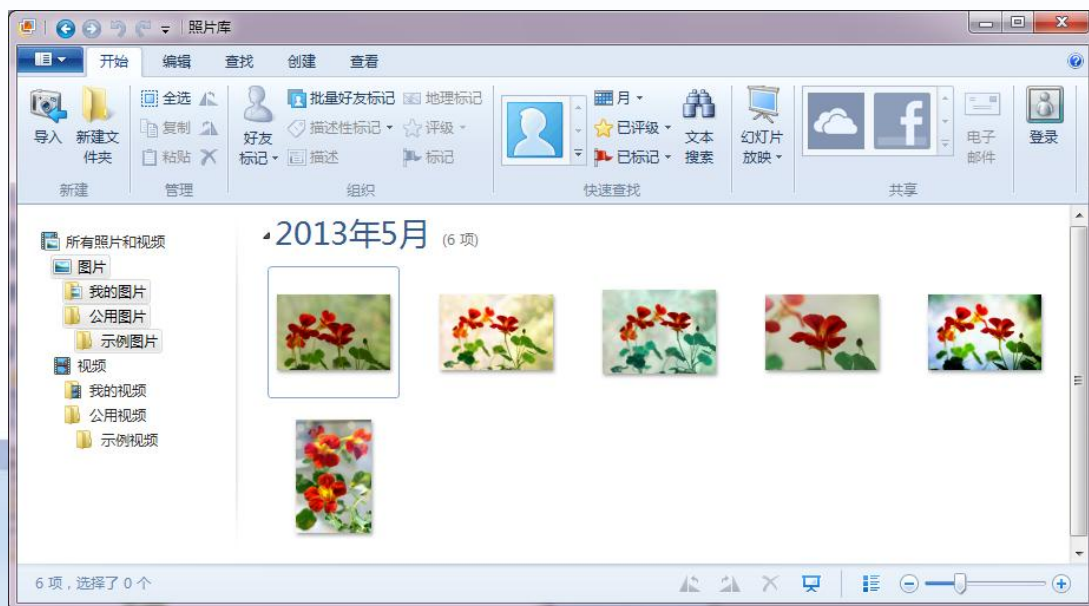 照片库
开始 编辑 查找 创建 查看
导入
新建文件夹
新建
全选
复制
粘贴
管理
好友标记
批量好友标记
描述性标记
描述
地理标记
评级
标记
组织
月
已评级
已标记
文本搜索
快速查找
幻灯片放映
电子邮件
共享
登录
所有照片和视频
图片
我的图片
公用图片
示例图片
视频
我的视频
公用视频
示例视频
2013年5月 (6 项)
6 项，选择了 0 个